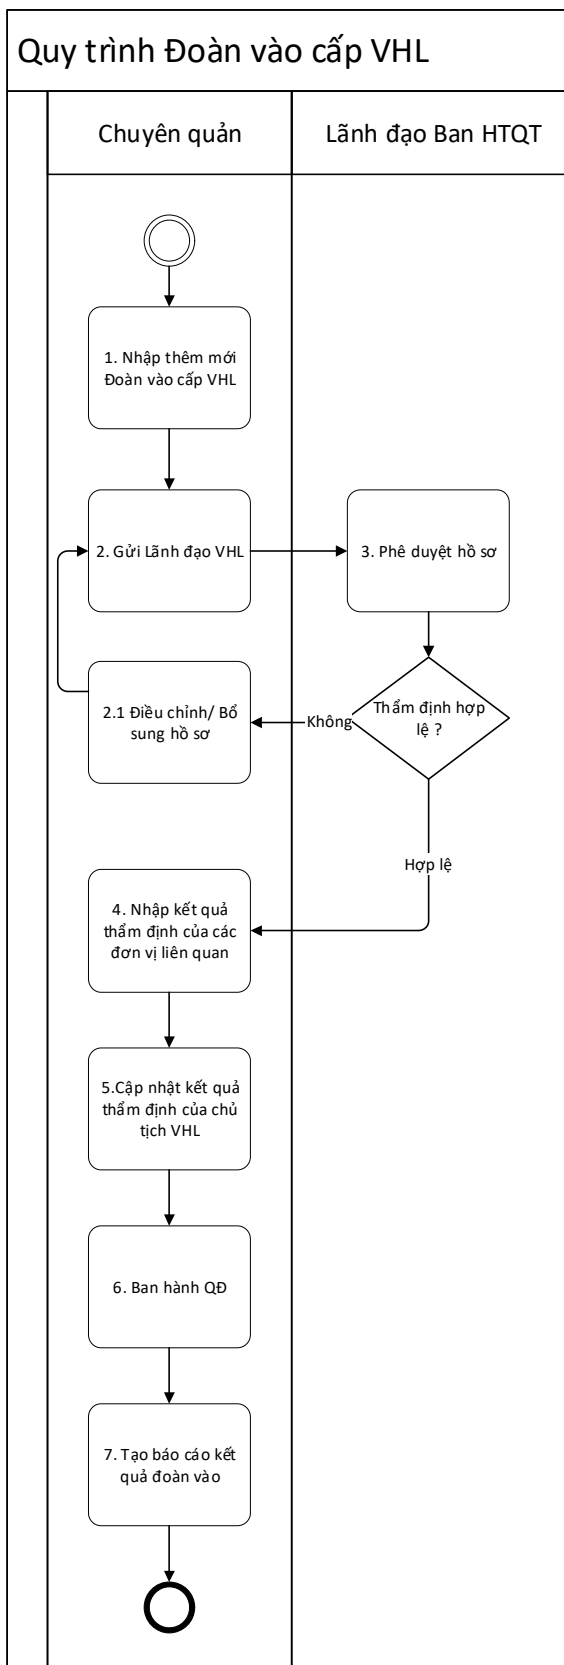 Quy trình Đoàn vào cấp VHL
Chuyên quản
Lãnh đạo Ban HTQT
1. Nhập thêm mới
Đoàn vào cấp VHL
2. Gửi Lãnh đạo VHL
3. Phê duyệt hồ sơ
2.1 Điều chỉnh/ Bổ
sung hồ sơ
Không
Thẩm định hợp
lệ ?
Hợp lệ
4. Nhập kết quả
thẩm định của các
đơn vị liên quan
5.Cập nhật kết quả
thẩm định của chủ
tịch VHL
6. Ban hành QĐ
7. Tạo báo cáo kết
quả đoàn vào